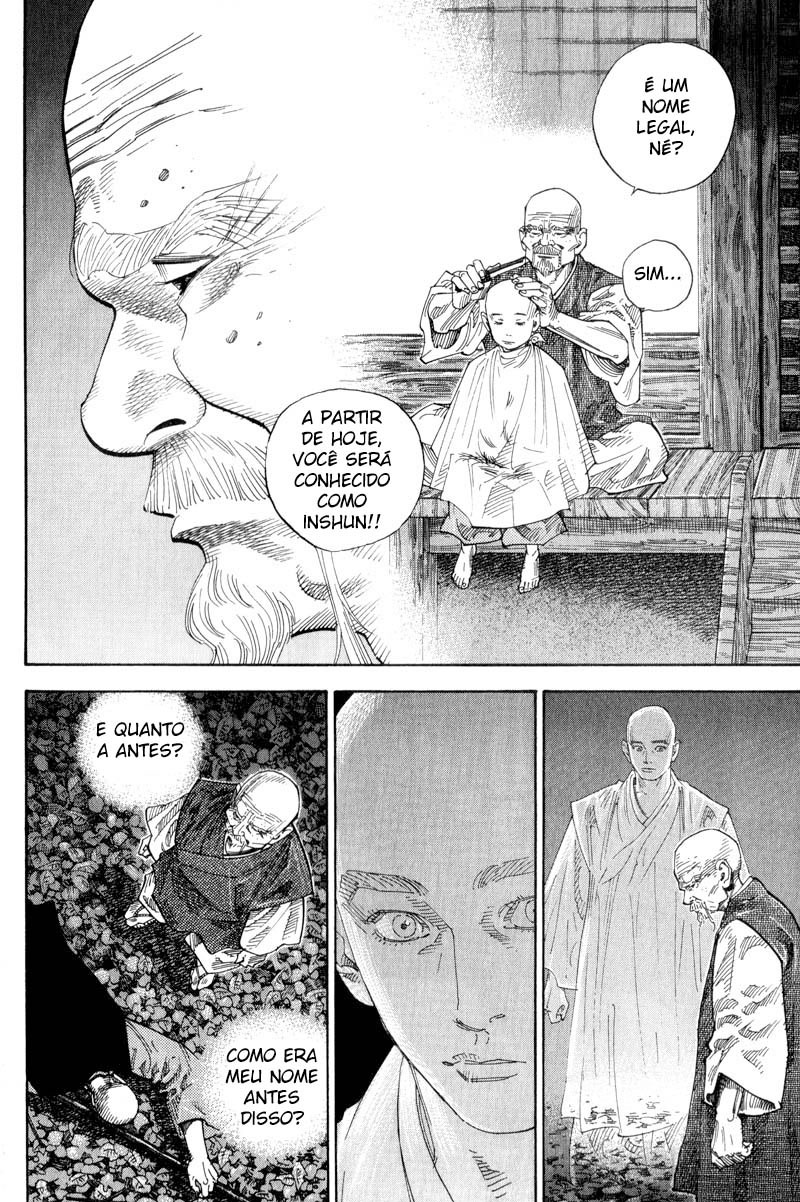 É UM
NOME
LEGAL,
NÉ?
SIM...
A PARTIR
DE HOJE,
VOCÊ SERÁ
CONHECIDO
COMO
INSHUN!!
E QUANTO
A ANTES?
COMO ERA
MEU NOME
ANTES
DISSO?